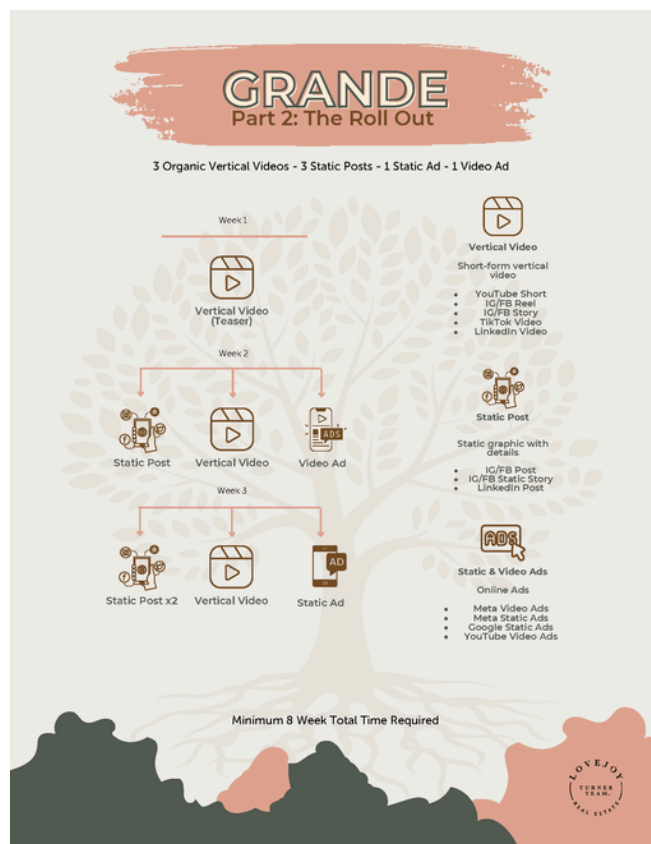 GRANDE
Part 2: The Roll Out
3 Organic Vertical Videos - 3 Static Posts - 1 Static Ad - 1 Video Ad
Week 1
Vertical Video
(Teaser)
Week 2
Static Post
Vertical Video
ADS
Video Ad
Week 3
Static Post x2
Vertical Video
AD
Static Ad
Vertical Video
Short-form vertical
video
• YouTube Short
• IG/FB Reel
• IG/FB Story
• TikTok Video
• LinkedIn Video
Static Post
Static graphic with
details
• IG/FB Post
• IG/FB Static Story
• LinkedIn Post
ADS
Static & Video Ads
Online Ads
• Meta Video Ads
• Meta Static Ads
• Google Static Ads
• YouTube Video Ads
Minimum 8 Week Total Time Required
LOVEJOY
TURNER
TEAM
REAL ESTATE